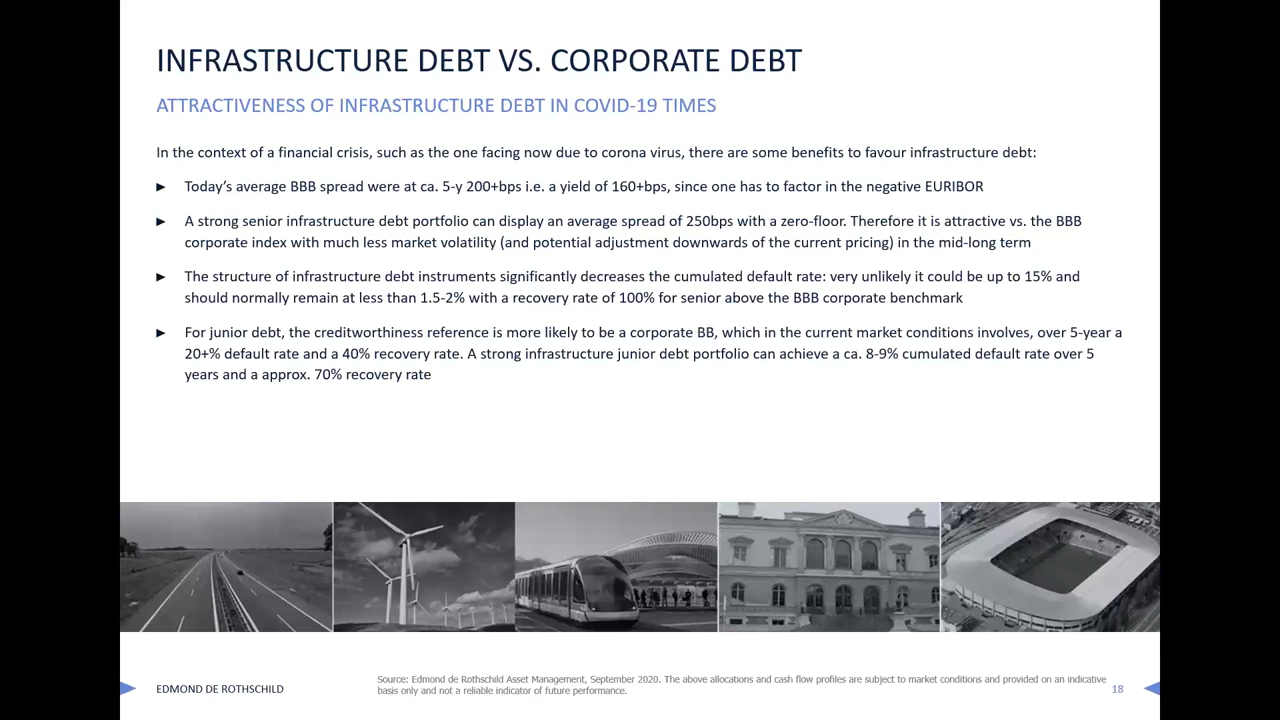 INFRASTRUCTURE DEBT VS. CORPORATE DEBT
ATTRACTIVENESS OF INFRASTRUCTURE DEBT IN COVID-19 TIMES
In the context of a financial crisis, such as the one facing now due to corona virus, there are some benefits to favour infrastructure debt:
► Today's average BBB spread were at ca. 5-y 200+bps i.e. a yield of 160+bps, since one has to factor in the negative EURIBOR
► A strong senior infrastructure debt portfolio can display an average spread of 250bps with a zero-floor. Therefore it is attractive vs. the BBB
corporate index with much less market volatility (and potential adjustment downwards of the current pricing) in the mid-long term
► The structure of infrastructure debt instruments significantly decreases the cumulated default rate: very unlikely it could be up to 15% and
should normally remain at less than 1.5-2% with a recovery rate of 100% for senior above the BBB corporate benchmark
► For junior debt, the creditworthiness reference is more likely to be a corporate BB, which in the current market conditions involves, over 5-year a
20+% default rate and a 40% recovery rate. A strong infrastructure junior debt portfolio can achieve a ca. 8-9% cumulated default rate over 5
years and a approx. 70% recovery rate
EDMOND DE ROTHSCHILD
Source: Edmond de Rothschild Asset Management, September 2020. The above allocations and cash flow profiles are subject to market conditions and provided on an indicative
basis only and not a reliable indicator of future performance.
18